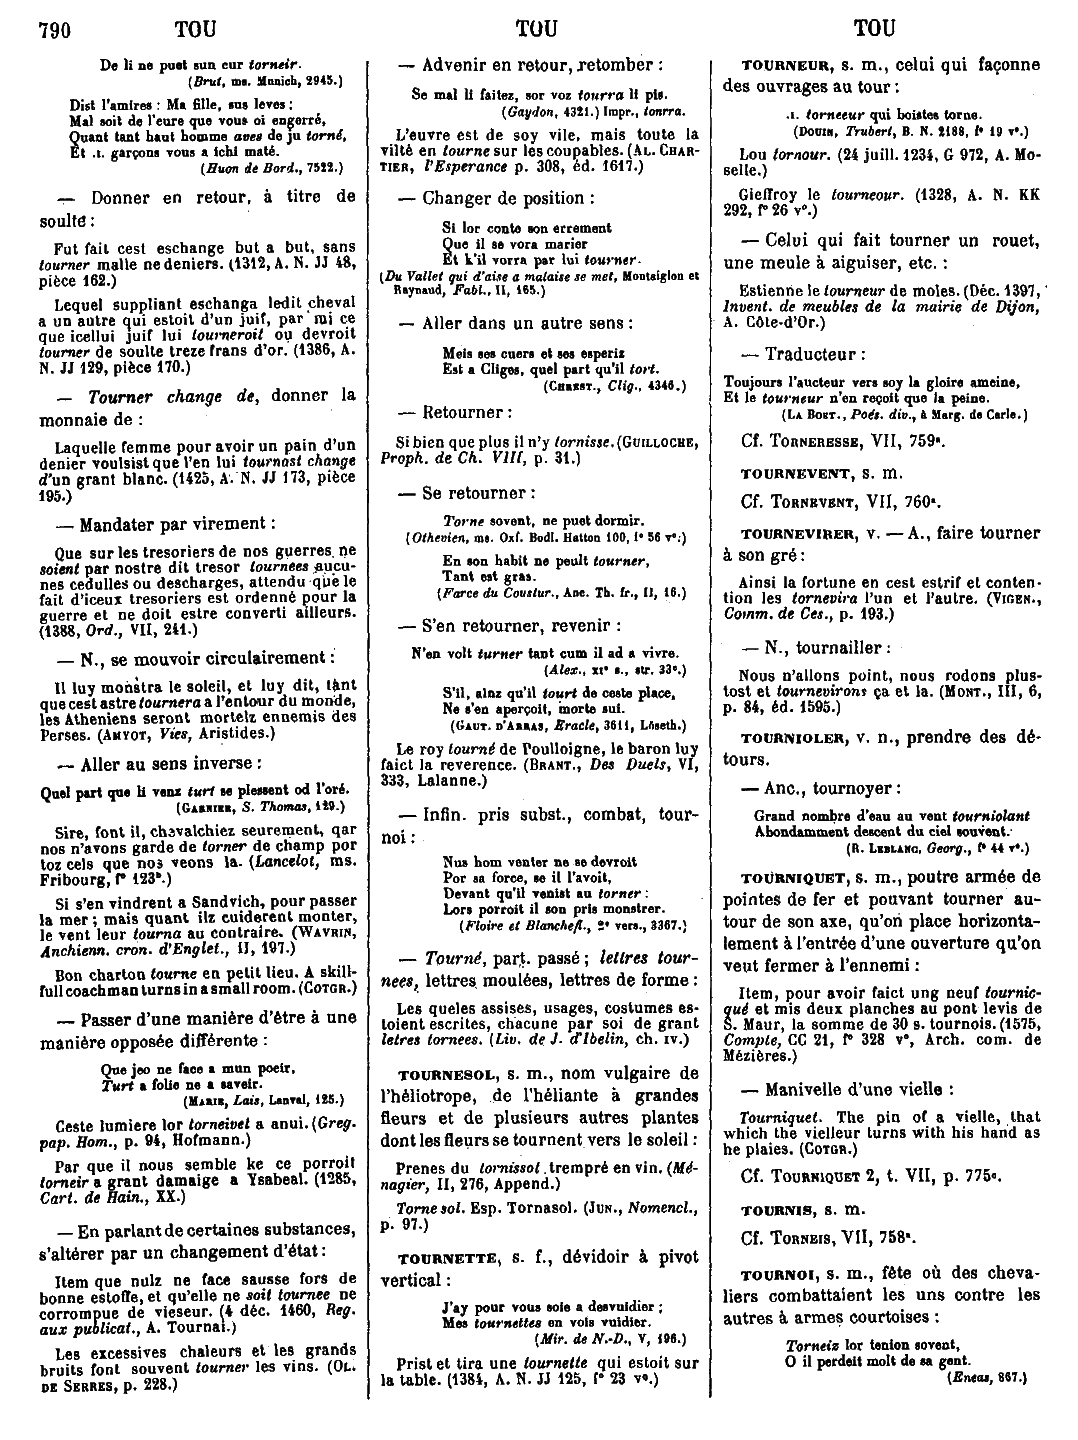 790 TOU TOU TOU
De li ne puet sun cur torneir.
(Brut, ms. Munich, 2945.)
Dist l'amires : Ma fille, sus leves ;
Mal soit de l'eure que vous oi engerré,
Quant tant haut homme aves de ju torné,
Et .I. garçons vous a ichi maté.
(Huon de Bord., 7522.)
— Donner en retour, à titre de
soulte :
Fut fait cest eschange but a but, sans
tourner maille ne deniers. (1312, A. N. JJ 48,
pièce 162.)
Lequel suppliant eschanga ledit cheval
a un autre qui estoit d'un juif, par mi ce
que icellui juif lui tourneroit ou devroit
tourner de soulte treze frans d'or. (1386, A.
N. JJ 129, pièce 170.)
— Tourner change de, donner la
monnaie de :
Laquelle femme pour avoir un pain d'un
denier voulsist que l'en lui tournast change
d'un grant blanc. (1425, A. N. JJ 173, pièce
195.)
— Mandater par virement :
Que sur les tresoriers de nos guerres ne
soient par nostre dit tresor tournees aucu-
nes cedulles ou descharges, attendu que le
fait d'iceux tresoriers est ordenné pour la
guerre et ne doit estre converti ailleurs.
(1388, Ord., VII, 241.)
— N., se mouvoir circulairement :
Il luy monstra le soleil, et luy dit, tant
que cest astre tournera a l'entour du monde,
les Atheniens seront mortelz ennemis des
Perses. (Amyot, Vies, Aristides.)
— Aller au sens inverse :
Quel part que li venz turt se plessent od l'oré.
(Garnier, S. Thomas, 129.)
Sire, font il, chavalchiez seurement, qar
nos n'avons garde de torner de champ por
toz cels que nos veons la. (Lancelot, ms.
Fribourg, f° 123ᵇ.)
Si s'en vindrent a Sandvich, pour passer
la mer ; mais quant ilz cuiderent monter,
le vent leur tourna au contraire. (Wavrin,
Anchienn. cron. d'Englet., II, 197.)
Bon charton tourne en petit lieu. A skill-
full coachman turns in a small room. (Cotgr.)
— Passer d'une manière d'être à une
manière opposée différente :
Que jeo ne face a mun poeir,
Turt a folie ne a saveir.
(Marie, Lais, Lanval, 125.)
Ceste lumiere lor torneivet a anui. (Greg.
pap. Hom., p. 94, Hofmann.)
Par que il nous semble ke ce porroit
torneir a grant damaige a Ysabeal. (1285,
Cart. de Hain., XX.)
— En parlant de certaines substances,
s'altérer par un changement d'état :
Item que nulz ne face sausse fors de
bonne estoffe, et qu'elle ne soit tournee ne
corrompue de vieseur. (4 déc. 1460, Reg.
aux publicat., A. Tournai.)
Les excessives chaleurs et les grands
bruits font souvent tourner les vins. (Ol.
de Serres, p. 228.)
— Advenir en retour, retomber :
Se mal li faitez, sor voz tourra li pis.
(Gaydon, 4321.) Impr., tonrra.
L'euvre est de soy vile, mais toute la
vilté en tourne sur les coupables. (Al. Char-
tier, l'Esperance p. 308, éd. 1617.)
— Changer de position :
Si lor conte son errement
Que il se vora marier
Et k'il vorra par lui tourner.
(Du Vallet qui d'aise a malaise se met, Montaiglon et
Raynaud, Fabl., II, 165.)
— Aller dans un autre sens :
Meis ses cuers et ses esperiz
Est a Cliges, quel part qu'il tort.
(Chrest., Clig., 4346.)
— Retourner :
Si bien que plus il n'y tornisse. (Guilloche,
Proph. de Ch. VIII, p. 31.)
— Se retourner :
Torne sovent, ne puet dormir.
(Othevien, ms. Oxf. Bodl. Hatton 100, f° 56 v°.)
En son habit ne peult tourner,
Tant est gras.
(Farce du Coustur., Anc. Th. fr., II, 16.)
— S'en retourner, revenir :
N'en volt turner tant cum il ad a vivre.
(Alex., XIᵉ s., str. 33ᵉ.)
S'il, ainz qu'il tourt de ceste place,
Ne s'en aperçoit, morte sui.
(Gaut. d'Arras, Eracle, 3611, Löseth.)
Le roy tourné de Poulloigne, le baron luy
faict la reverence. (Brant., Des Duels, VI,
333, Lalanne.)
— Infin. pris subst., combat, tour-
noi :
Nus hom venter ne se devroit
Por sa force, se il l'avoit,
Devant qu'il venist au torner :
Lors porroit il son pris monstrer.
(Floire et Blanchefl., 2ᵉ vers., 3367.)
— Tourné, part. passé ; lettres tour-
nees, lettres moulées, lettres de forme :
Les queles assises, usages, costumes es-
toient escrites, chacune par soi de grant
letres tornees. (Liv. de J. d'Ibelin, ch. IV.)
TOURNESOL, s. m., nom vulgaire de
l'héliotrope, de l'héliante à grandes
fleurs et de plusieurs autres plantes
dont les fleurs se tournent vers le soleil :
Prenes du tornissot trempré en vin. (Mé-
nagier, II, 276, Append.)
Torne sol. Esp. Tornasol. (Jun., Nomencl.,
p. 97.)
TOURNETTE, s. f., dévidoir à pivot
vertical :
J'ay pour vous soie a desvuidier ;
Mes tournettes en vois vuidier.
(Mir. de N.-D., V, 196.)
Prist et tira une tournette qui estoit sur
la table. (1384, A. N. JJ 125, f° 23 v°.)
TOURNEUR, s. m., celui qui façonne
des ouvrages au tour :
.I. torneeur qui boistes torne.
(Douin, Trubert, B. N. 2188, f° 19 v°.)
Lou tornour. (24 juill. 1234, G 972, A. Mo-
selle.)
Gieffroy le tourneour. (1328, A. N. KK
292, f° 26 v°.)
— Celui qui fait tourner un rouet,
une meule à aiguiser, etc. :
Estienne le tourneur de moles. (Déc. 1397,
Invent. de meubles de la mairie de Dijon,
A. Côte-d'Or.)
— Traducteur :
Toujours l'aucteur vers soy la gloire ameine,
Et le tourneur n'en reçoit que la peine.
(La Boet., Poés. div., à Marg. de Carle.)
Cf. Torneresse, VII, 759ᵃ.
TOURNEVENT, s. m.
Cf. Tornevent, VII, 760ᵃ.
TOURNEVIRER, v. — A., faire tourner
à son gré :
Ainsi la fortune en cest estrif et conten-
tion les tornevira l'un et l'autre. (Vigen.,
Comm. de Ces., p. 193.)
— N., tournailler :
Nous n'allons point, nous rodons plus-
tost et tournevirons ça et la. (Mont., III, 6,
p. 84, éd. 1595.)
TOURNIOLER, v. n., prendre des dé-
tours.
— Anc., tournoyer :
Grand nombre d'eau au vent tourniolant
Abondamment descent du ciel souvent.
(R. Leblanc, Georg., f° 44 v°.)
TOURNIQUET, s. m., poutre armée de
pointes de fer et pouvant tourner au-
tour de son axe, qu'on place horizonta-
lement à l'entrée d'une ouverture qu'on
veut fermer à l'ennemi :
Item, pour avoir faict ung neuf tournic-
qué et mis deux planches au pont levis de
S. Maur, la somme de 30 s. tournois. (1575,
Compte, CC 21, f° 328 v°, Arch. com. de
Mézières.)
— Manivelle d'une vielle :
Tourniquet. The pin of a vielle, that
which the vielleur turns with his hand as
he plaies. (Cotgr.)
Cf. Tourniquet 2, t. VII, p. 775ᶜ.
TOURNIS, s. m.
Cf. Torneis, VII, 758ᵃ.
TOURNOI, s. m., fête où des cheva-
liers combattaient les uns contre les
autres à armes courtoises :
Torneiz lor tenion sovent,
O il perdeit molt de sa gent.
(Eneas, 867.)